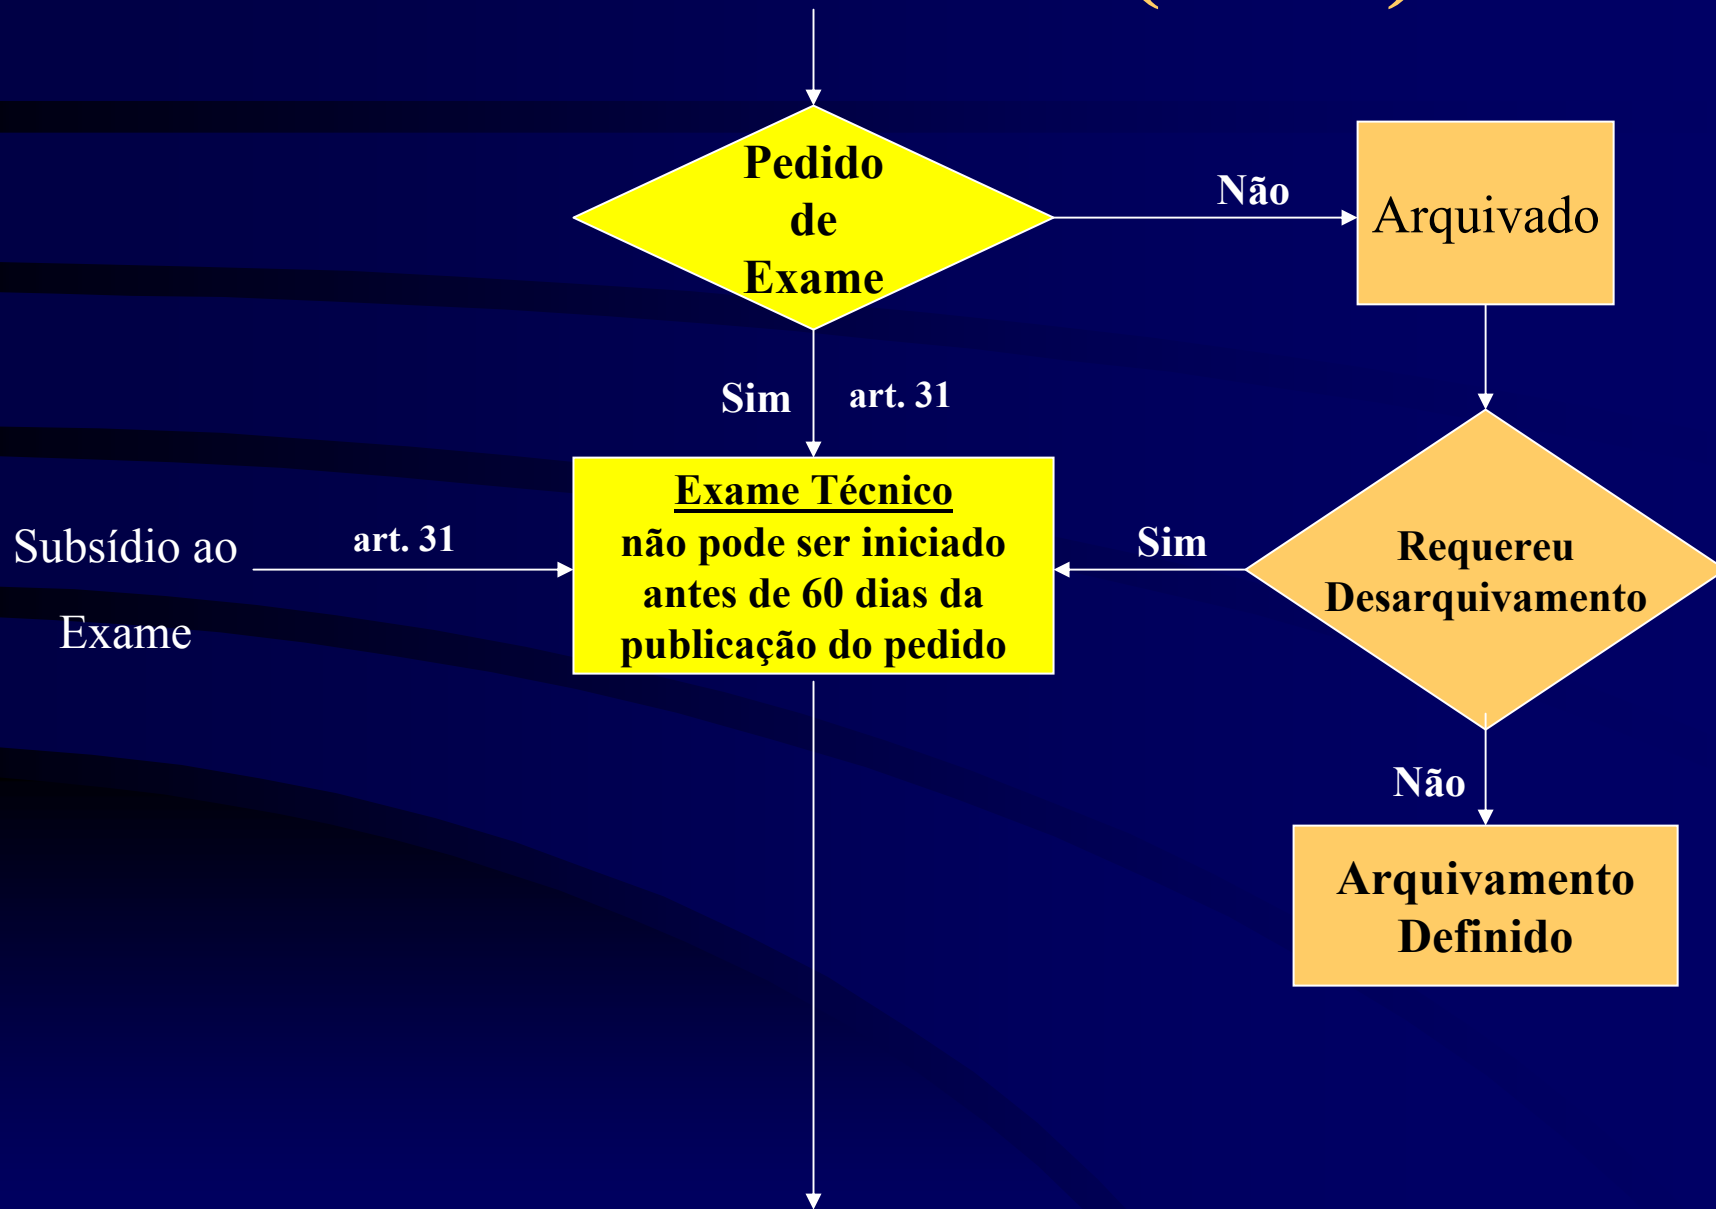 Pedido
de
Exame
Não
Arquivado
Sim
art. 31
Exame Técnico
não pode ser iniciado
antes de 60 dias da
publicação do pedido
Subsídio ao
Exame
art. 31
Sim
Requereu
Desarquivamento
Não
Arquivamento
Definido